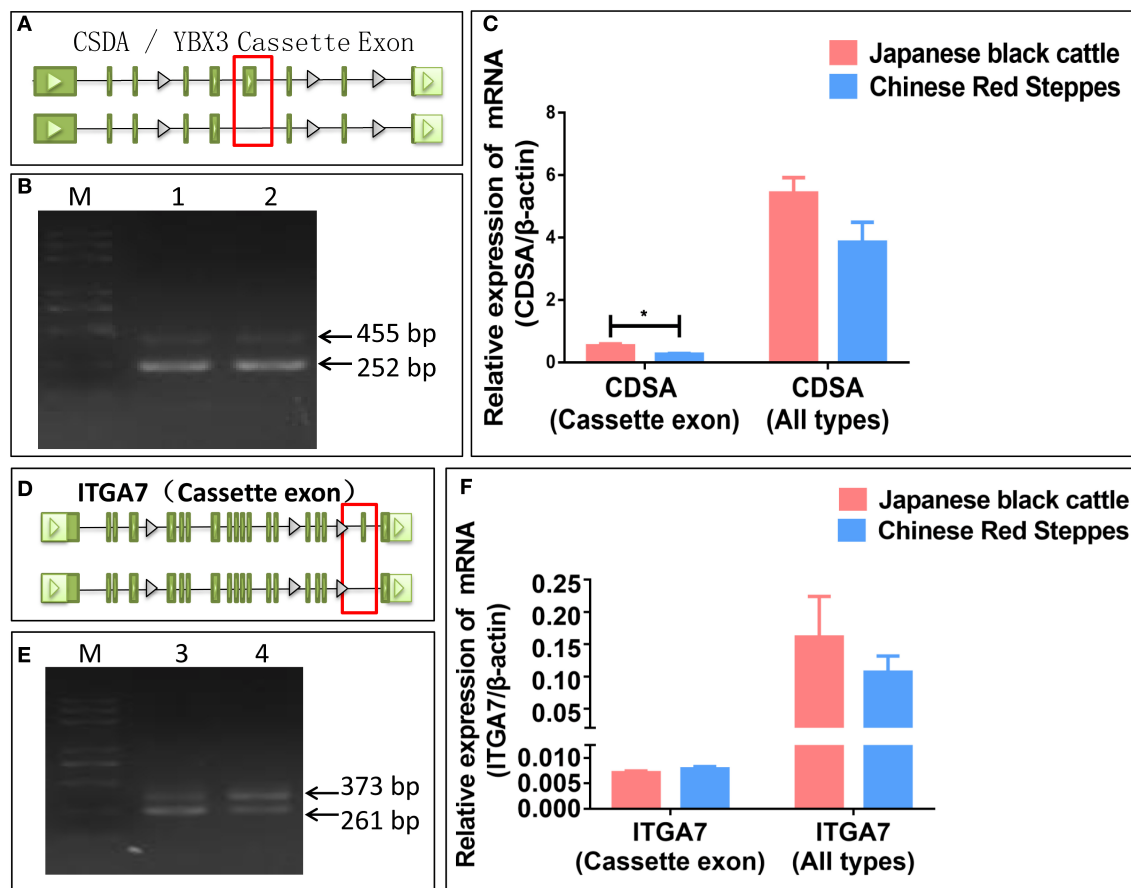 A
CSDA / YBX3 Cassette Exon
B
M 1 2
455 bp
252 bp
C
Japanese black cattle
Chinese Red Steppes
Relative expression of mRNA
(CDSA/β-actin)
8
6
4
2
0
*
CDSA
(Cassette exon)
CDSA
(All types)
D
ITGA7（Cassette exon）
E
M 3 4
373 bp
261 bp
F
Japanese black cattle
Chinese Red Steppes
Relative expression of mRNA
(ITGA7/β-actin)
0.25
0.20
0.15
0.10
0.05
0.010
0.005
0.000
ITGA7
(Cassette exon)
ITGA7
(All types)